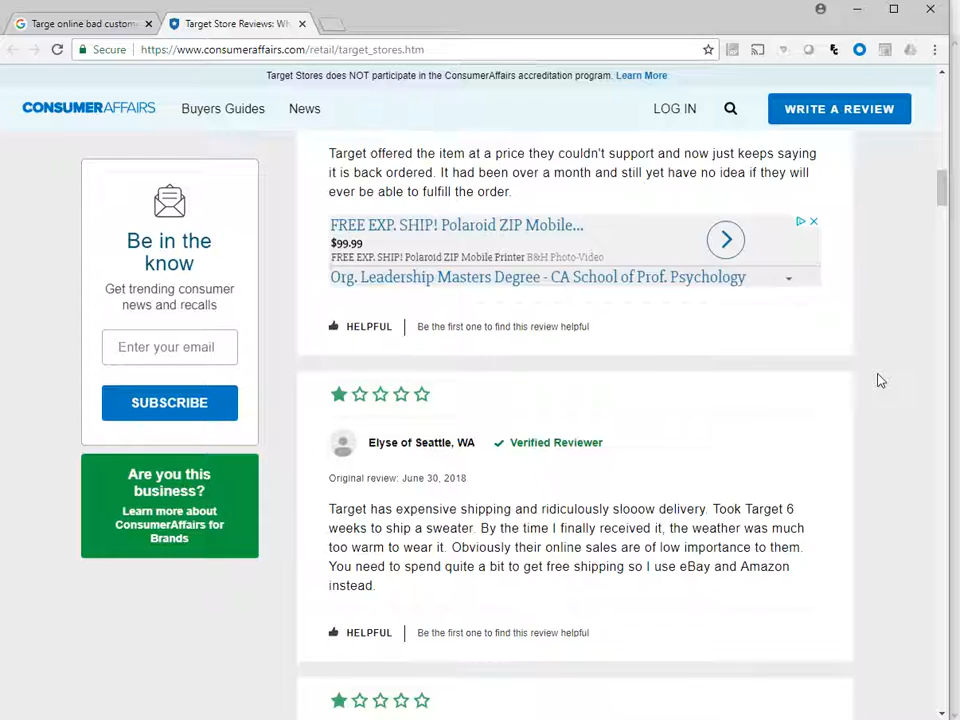 Targe online bad custome
Target Store Reviews: Wh
Secure
https://www.consumeraffairs.com/retail/target_stores.htm
Target Stores does NOT participate in the ConsumerAffairs accreditation program. Learn More
CONSUMERAFFAIRS
Buyers Guides
News
LOG IN
WRITE A REVIEW
Be in the
know
Get trending consumer
news and recalls
Enter your email
SUBSCRIBE
Are you this
business?
Learn more about
ConsumerAffairs for
Brands
Target offered the item at a price they couldn't support and now just keeps saying
it is back ordered. It had been over a month and still yet have no idea if they will
ever be able to fulfill the order.
FREE EXP. SHIP! Polaroid ZIP Mobile...
$99.99
FREE EXP. SHIP! Polaroid ZIP Mobile Printer B&H Photo-Video
Org. Leadership Masters Degree - CA School of Prof. Psychology
HELPFUL
Be the first one to find this review helpful
Elyse of Seattle, WA
Verified Reviewer
Original review: June 30, 2018
Target has expensive shipping and ridiculously slooow delivery. Took Target 6
weeks to ship a sweater. By the time I finally received it, the weather was much
too warm to wear it. Obviously their online sales are of low importance to them.
You need to spend quite a bit to get free shipping so I use eBay and Amazon
instead.
HELPFUL
Be the first one to find this review helpful